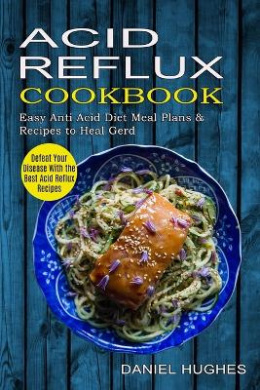 ACID
REFLUX
COOKBOOK
Easy Anti Acid Diet Meal Plans &
Recipes to Heal Gerd
Defeat Your
Disease With the
Best Acid Reflux
Recipes
DANIEL HUGHES